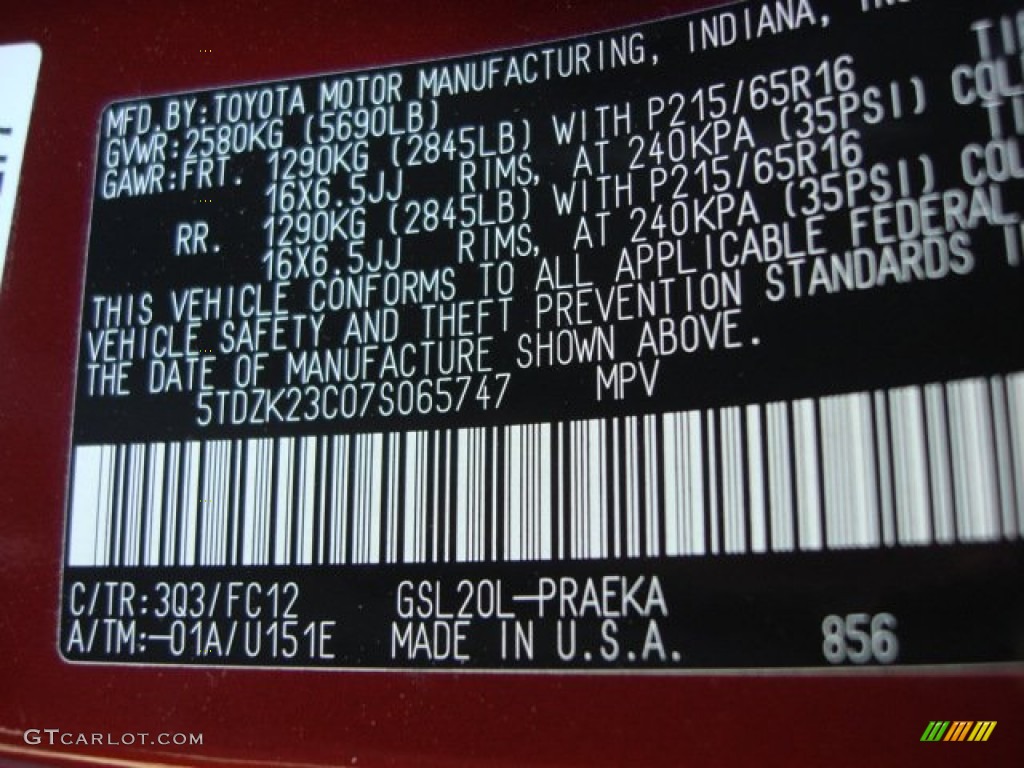 MFD.BY:TOYOTA MOTOR MANUFACTURING, INDIANA,
GVWR:2580KG (5690LB)
GAWR:FRT. 1290KG (2845LB) WITH P215/65R16
16X6.5JJ RIMS, AT 240KPA (35PSI)
RR. 1290KG (2845LB) WITH P215/65R16
16X6.5JJ RIMS, AT 240KPA (35PSI)
THIS VEHICLE CONFORMS TO ALL APPLICABLE FEDERAL
VEHICLE SAFETY AND THEFT PREVENTION STANDARDS
THE DATE OF MANUFACTURE SHOWN ABOVE.
5TDZK23C07S065747 MPV
C/TR:3Q3/FC12 GSL20L-PRAEKA
A/TM:-01A/U151E MADE IN U.S.A. 856
GTCARLOT.COM